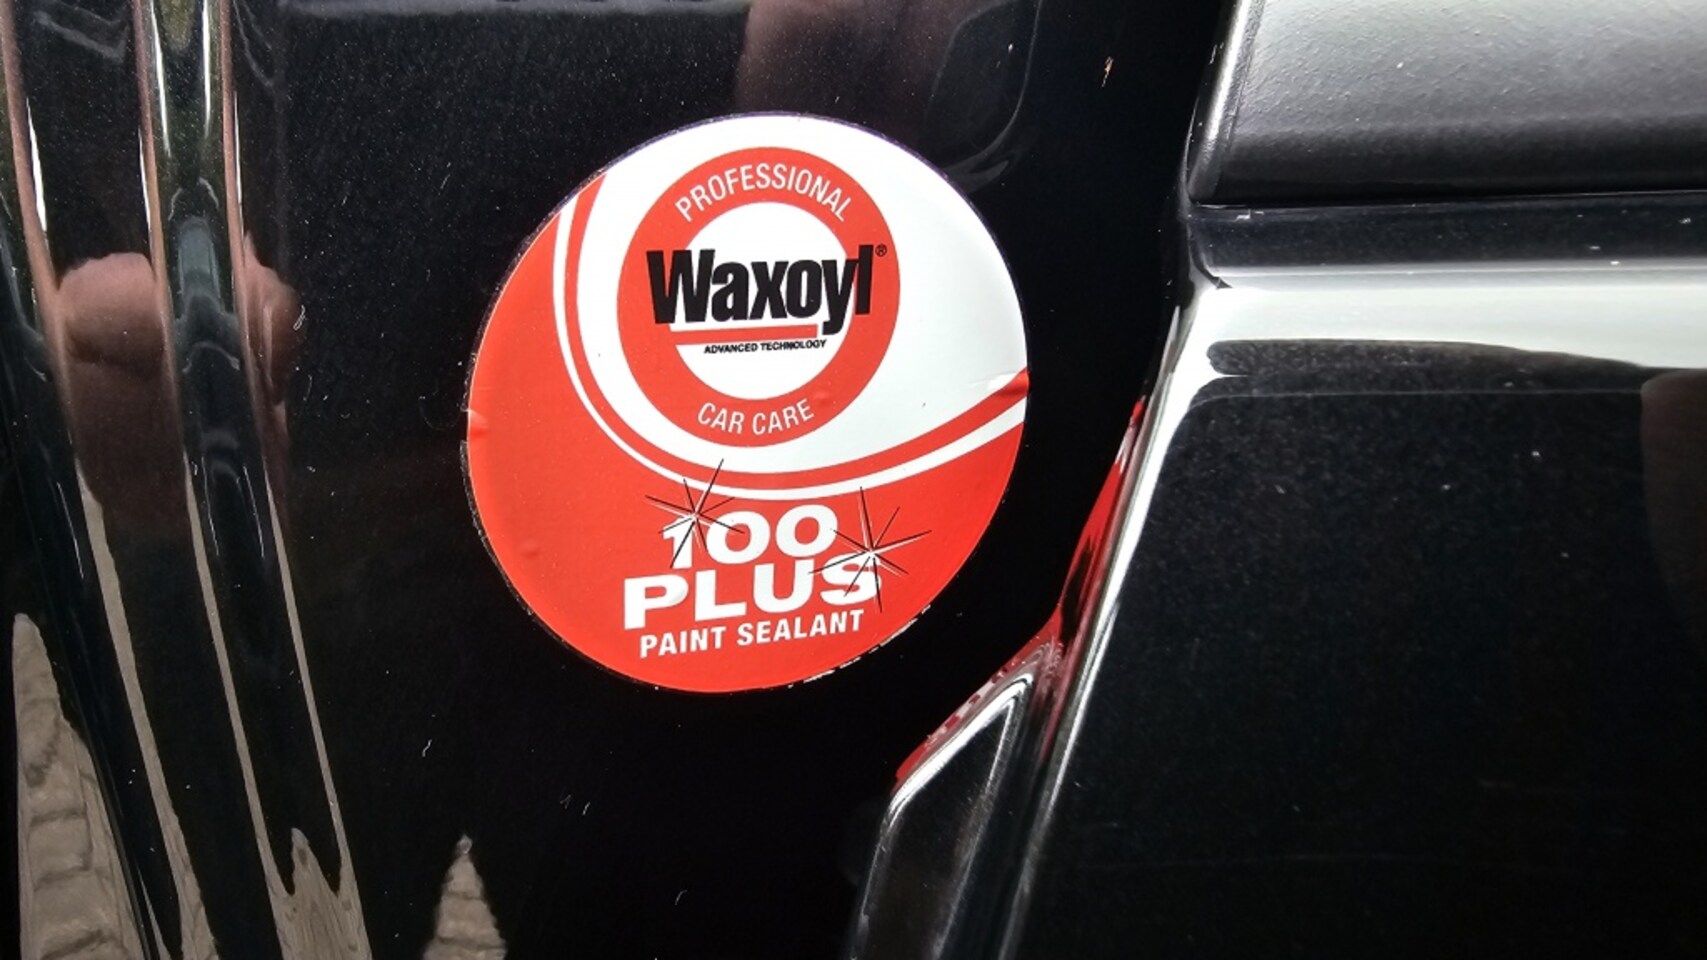 PROFESSIONAL
Waxoyl®
ADVANCED TECHNOLOGY
CAR CARE
100
PLUS
PAINT SEALANT